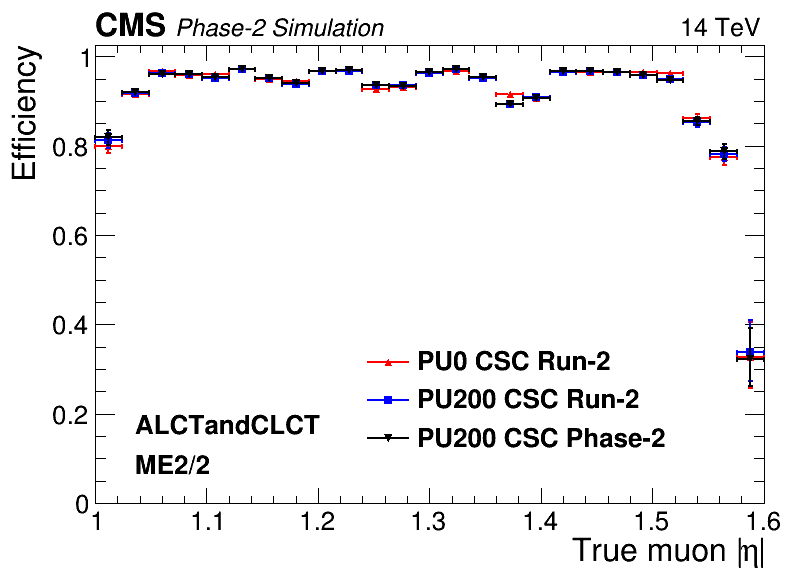 CMS Phase-2 Simulation 14 TeV
Efficiency
1
0.8
0.6
0.4
0.2
0
PU0 CSC Run-2
PU200 CSC Run-2
PU200 CSC Phase-2
ALCTandCLCT
ME2/2
1 1.1 1.2 1.3 1.4 1.5 1.6
True muon |η|